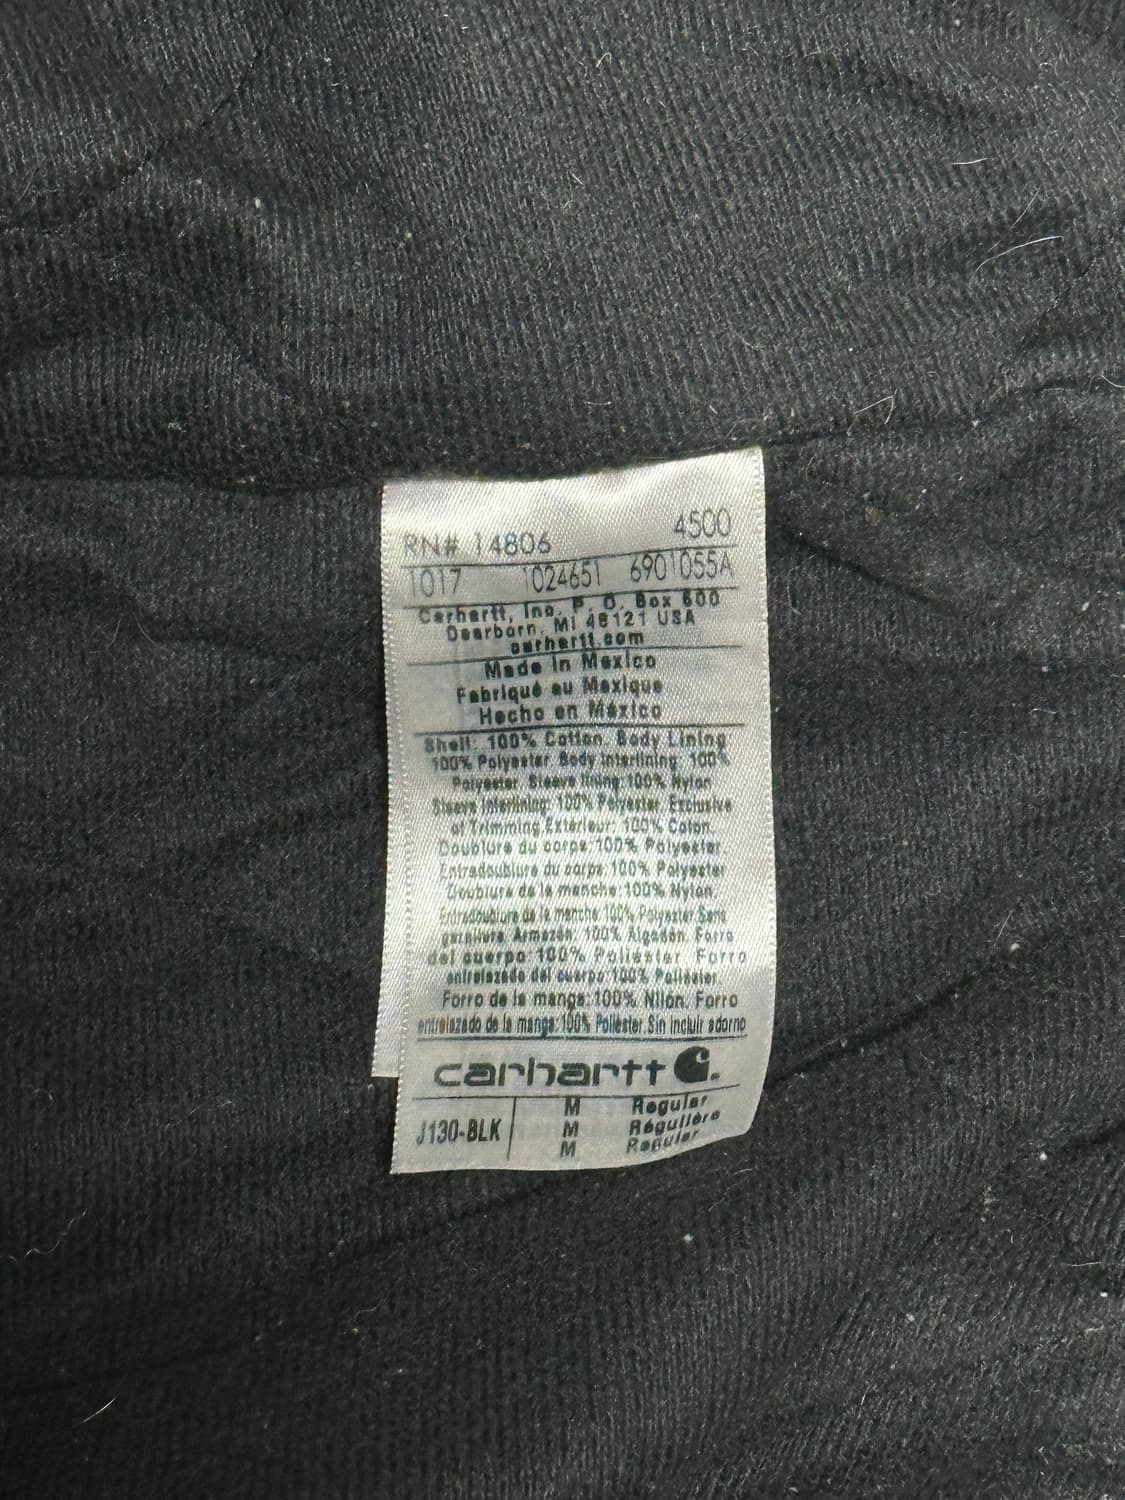 RN# 14806 4500
1017 1024651 6901055A
Carhartt, Inc. P. O. Box 600
Dearborn, MI 48121 USA
carhartt.com
Made in Mexico
Fabriqué au Mexique
Hecho en México
Shell: 100% Cotton. Body Lining
100% Polyester. Body Interlining: 100%
Polyester. Sleeve lining:100% Nylon
Sleeve Interlining: 100% Polyester. Exclusive
of Trimming.Extérieur: 100% Coton.
Doublure du corps:100% Polyester
Entradoublure du corps:100% Polyester
Doublure de la manche:100% Nylon.
Entradoublure de la manche:100% Polyester.Sans
garniture. Armazón: 100% Algodón. Forro
del cuerpo:100% Poliéster. Forro
entrelazado del cuerpo:100% Poliéster.
Forro de la manga:100% Nilón. Forro
entrelazado de la manga:100% Poliéster.Sin incluir adorno
carhartt
J130-BLK M Regular
M Régulière
M Regular